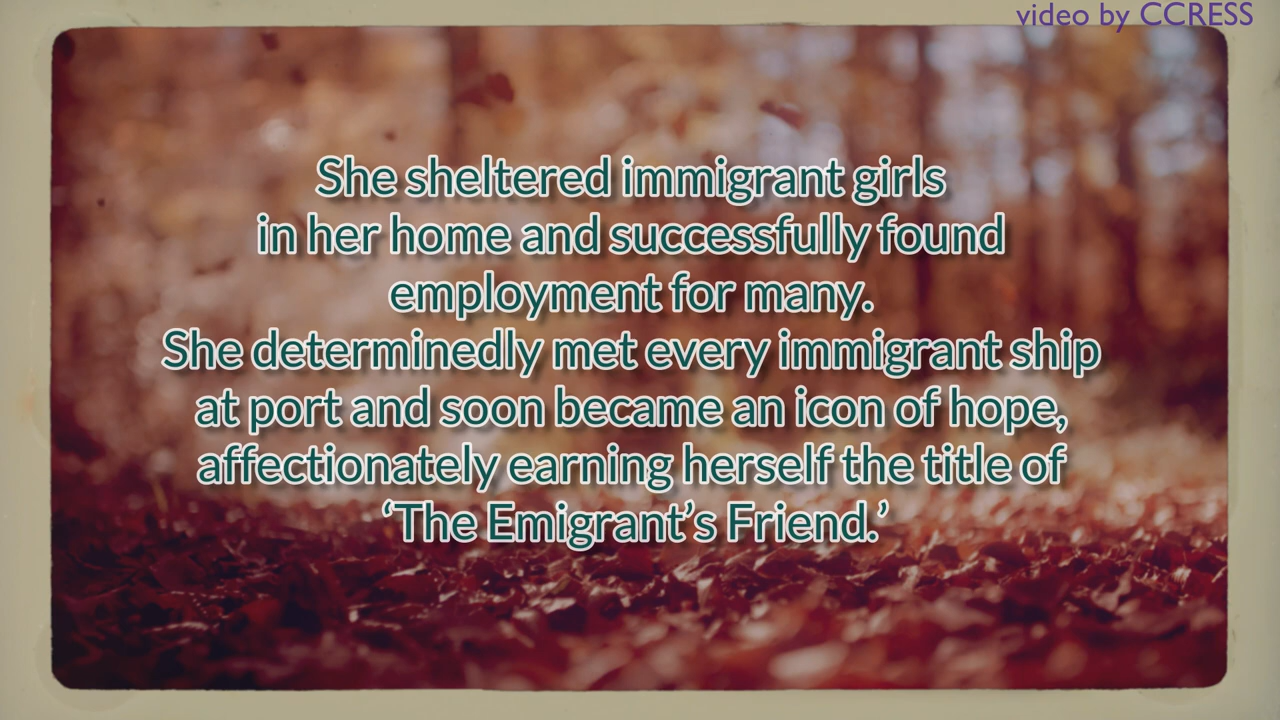 video by CCRESS
She sheltered immigrant girls
in her home and successfully found
employment for many.
She determinedly met every immigrant ship
at port and soon became an icon of hope,
affectionately earning herself the title of
‘The Emigrant’s Friend.’